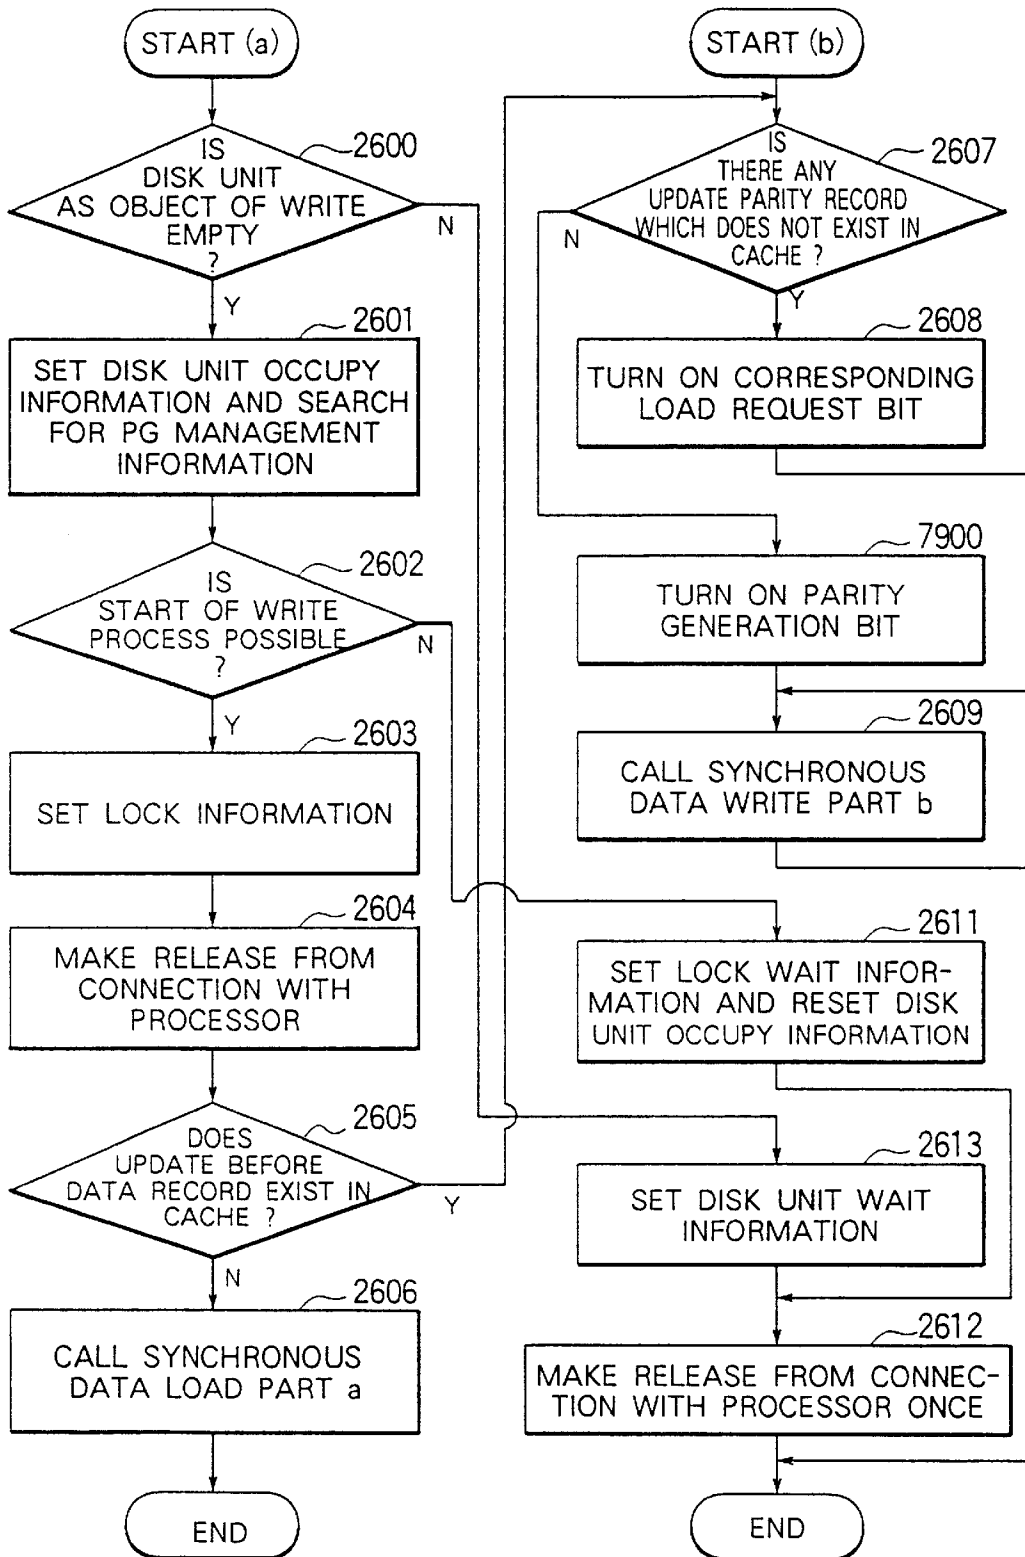 START (a)
IS
DISK UNIT
AS OBJECT OF WRITE
EMPTY
?
2600
N
Y
2601
SET DISK UNIT OCCUPY
INFORMATION AND SEARCH
FOR PG MANAGEMENT
INFORMATION
2602
IS
START OF WRITE
PROCESS POSSIBLE
?
N
Y
2603
SET LOCK INFORMATION
2604
MAKE RELEASE FROM
CONNECTION WITH
PROCESSOR
2605
DOES
UPDATE BEFORE
DATA RECORD EXIST IN
CACHE ?
Y
N
2606
CALL SYNCHRONOUS
DATA LOAD PART a
END
START (b)
IS
THERE ANY
UPDATE PARITY RECORD
WHICH DOES NOT EXIST IN
CACHE ?
2607
N
Y
2608
TURN ON CORRESPONDING
LOAD REQUEST BIT
7900
TURN ON PARITY
GENERATION BIT
2609
CALL SYNCHRONOUS
DATA WRITE PART b
2611
SET LOCK WAIT INFOR-
MATION AND RESET DISK
UNIT OCCUPY INFORMATION
2613
SET DISK UNIT WAIT
INFORMATION
2612
MAKE RELEASE FROM CONNEC-
TION WITH PROCESSOR ONCE
END